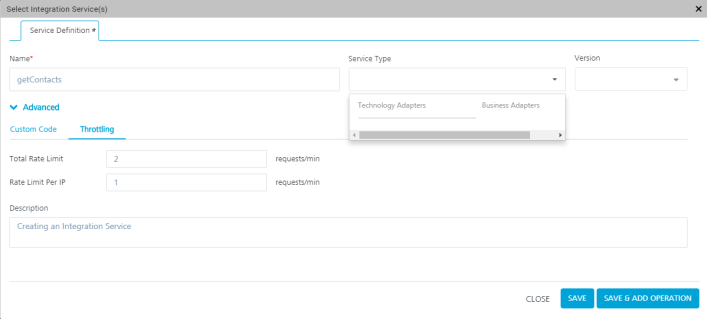 Select Integration Service(s)
Service Definition *
Name*
Service Type
Version
getContacts
Technology Adapters
Business Adapters
Advanced
Custom Code
Throttling
Total Rate Limit
2
requests/min
Rate Limit Per IP
1
requests/min
Description
Creating an Integration Service
CLOSE
SAVE
SAVE & ADD OPERATION